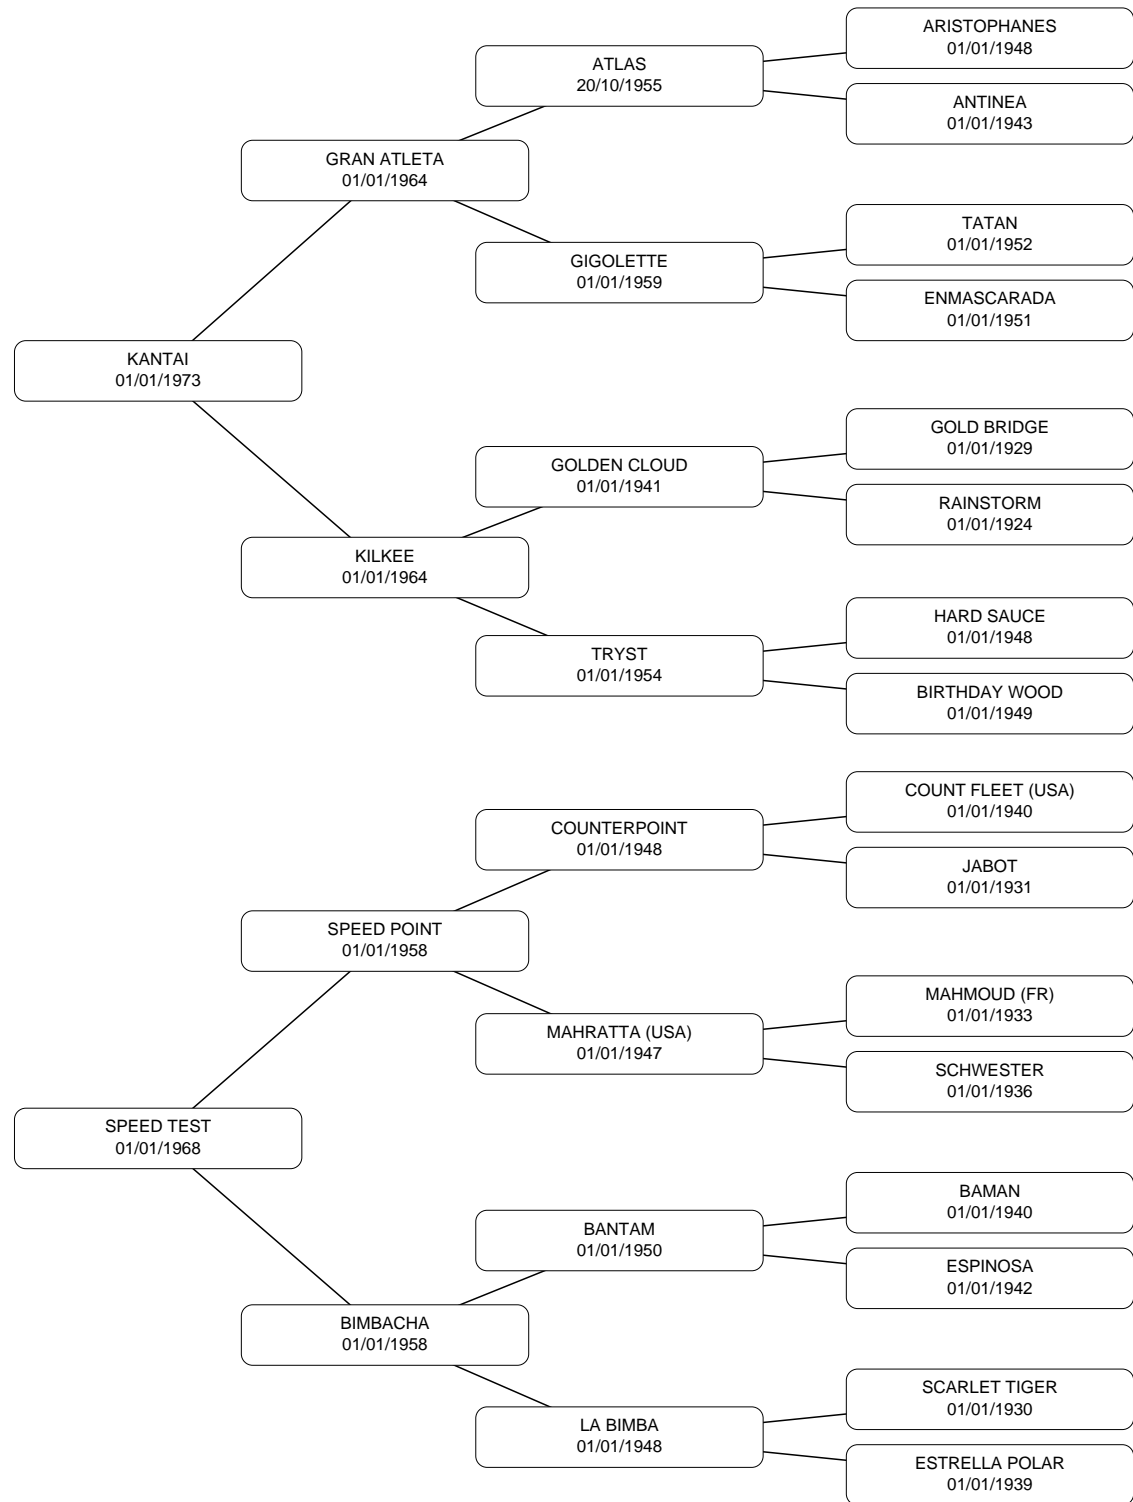 ARISTOPHANES
01/01/1948
ATLAS
20/10/1955
ANTINEA
01/01/1943
GRAN ATLETA
01/01/1964
TATAN
01/01/1952
GIGOLETTE
01/01/1959
ENMASCARADA
01/01/1951
KANTAI
01/01/1973
GOLD BRIDGE
01/01/1929
GOLDEN CLOUD
01/01/1941
RAINSTORM
01/01/1924
KILKEE
01/01/1964
HARD SAUCE
01/01/1948
TRYST
01/01/1954
BIRTHDAY WOOD
01/01/1949
COUNT FLEET (USA)
01/01/1940
COUNTERPOINT
01/01/1948
JABOT
01/01/1931
SPEED POINT
01/01/1958
MAHMOUD (FR)
01/01/1933
MAHRATTA (USA)
01/01/1947
SCHWESTER
01/01/1936
SPEED TEST
01/01/1968
BAMAN
01/01/1940
BANTAM
01/01/1950
ESPINOSA
01/01/1942
BIMBACHA
01/01/1958
SCARLET TIGER
01/01/1930
LA BIMBA
01/01/1948
ESTRELLA POLAR
01/01/1939